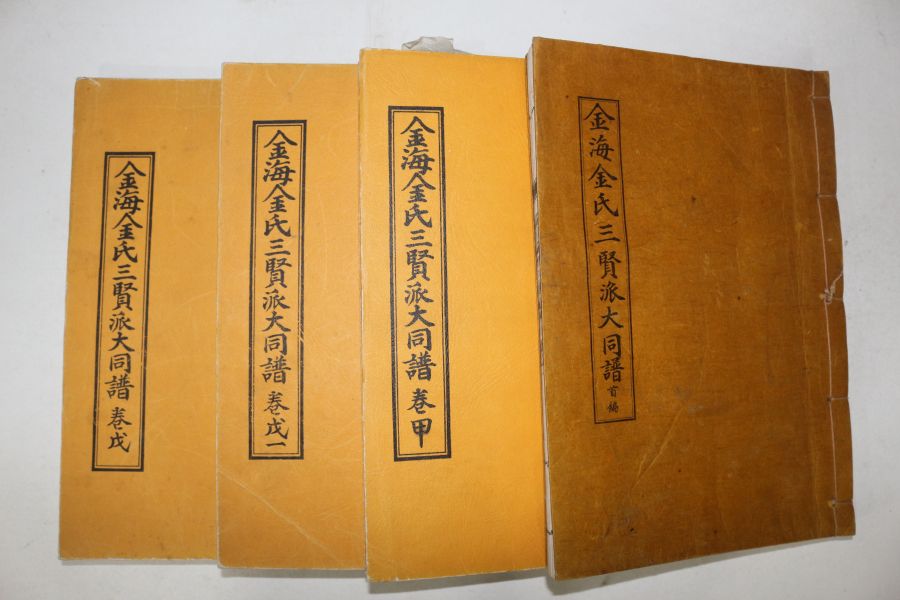 金海金氏三賢派大同譜 卷戊
金海金氏三賢派大同譜 卷戊一
金海金氏三賢派大同譜 卷甲
金海金氏三賢派大同譜 首編